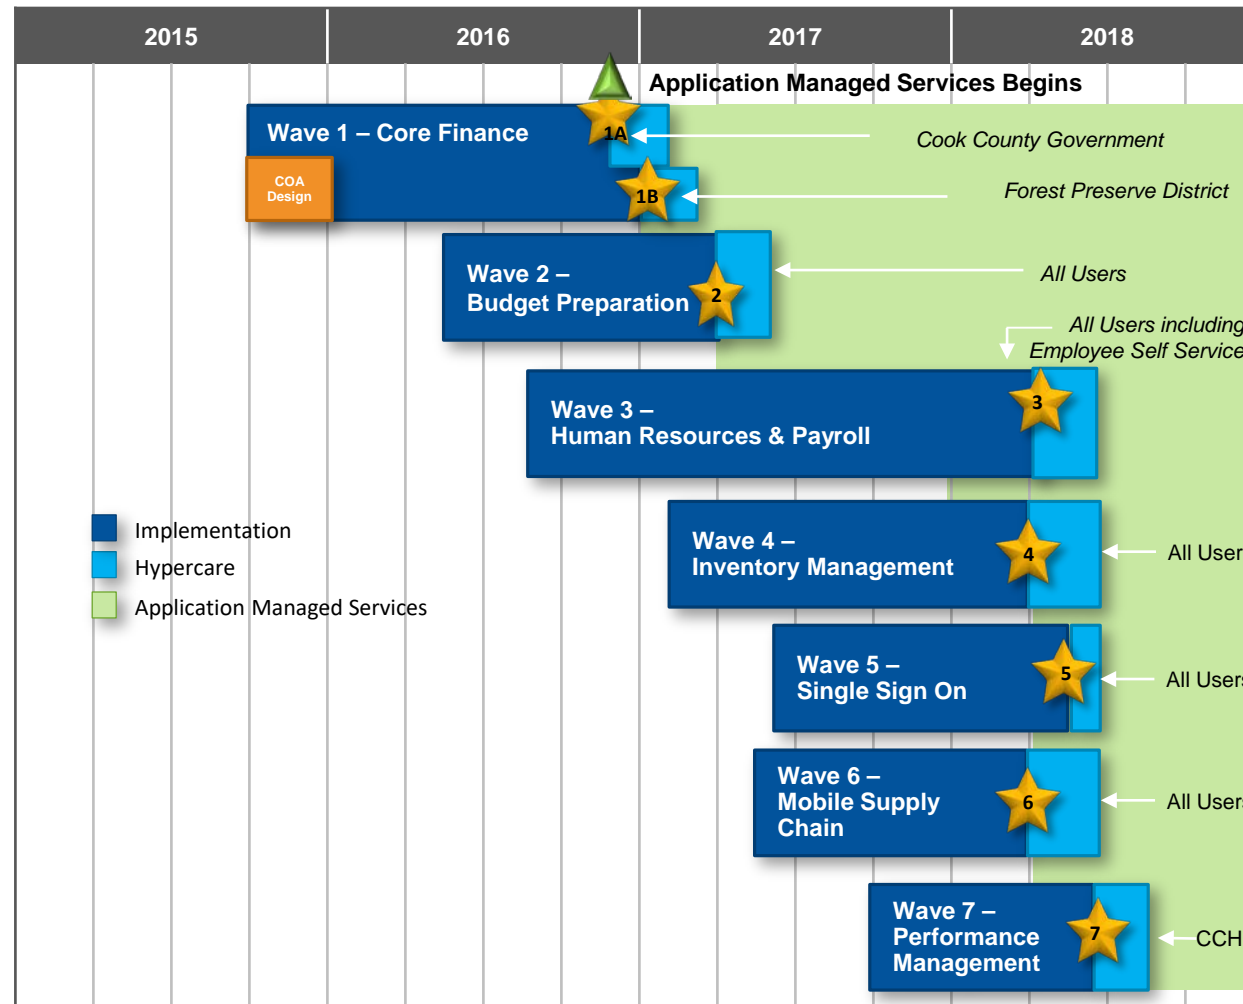 2015 2016 2017 2018
Application Managed Services Begins
Wave 1 – Core Finance
1A
Cook County Government
COA
Design
1B
Forest Preserve District
Wave 2 –
Budget Preparation
2
All Users
All Users including
Employee Self Service
Wave 3 –
Human Resources & Payroll
3
Implementation
Hypercare
Application Managed Services
Wave 4 –
Inventory Management
4
All User
Wave 5 –
Single Sign On
5
All Users
Wave 6 –
Mobile Supply
Chain
6
All Users
Wave 7 –
Performance
Management
7
CCH